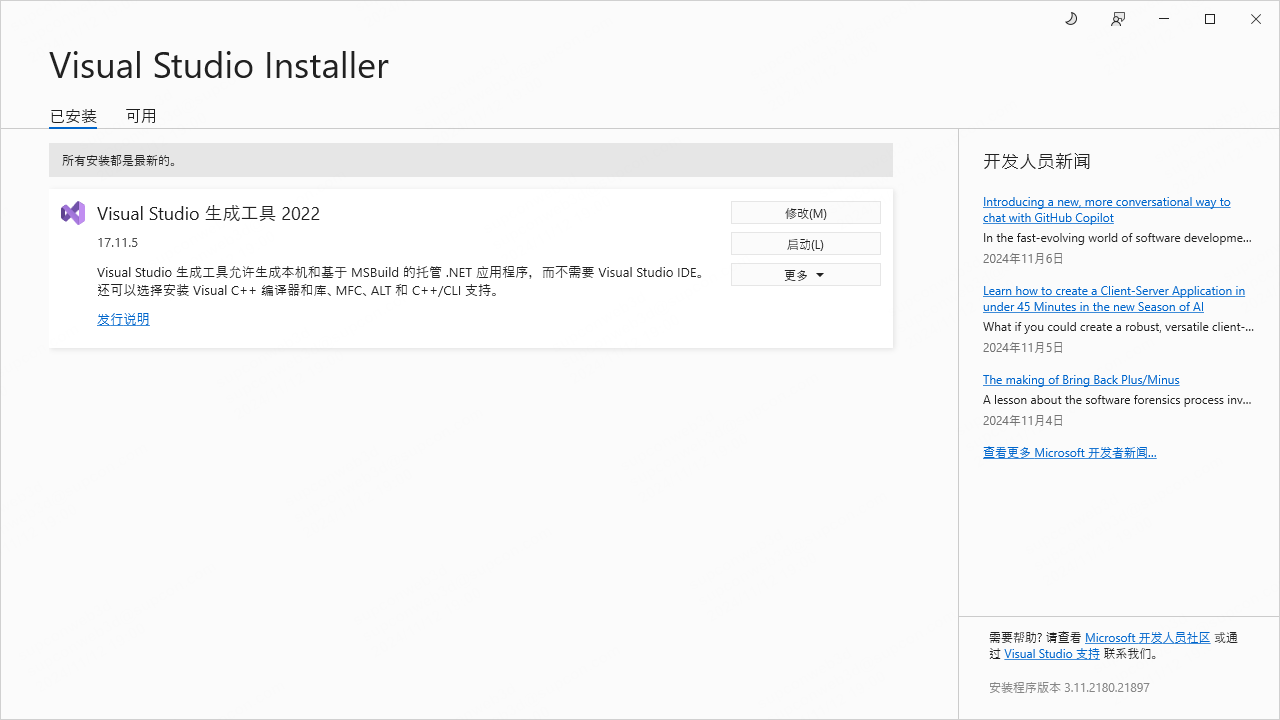 Visual Studio Installer
已安装 可用
所有安装都是最新的。
Visual Studio 生成工具 2022
17.11.5
Visual Studio 生成工具允许生成本机和基于 MSBuild 的托管 .NET 应用程序，而不需要 Visual Studio IDE。
还可以选择安装 Visual C++ 编译器和库、MFC、ALT 和 C++/CLI 支持。
发行说明
修改(M)
启动(L)
更多
开发人员新闻
Introducing a new, more conversational way to
chat with GitHub Copilot
In the fast-evolving world of software developme...
2024年11月6日
Learn how to create a Client-Server Application in
under 45 Minutes in the new Season of AI
What if you could create a robust, versatile client-...
2024年11月5日
The making of Bring Back Plus/Minus
A lesson about the software forensics process inv...
2024年11月4日
查看更多 Microsoft 开发者新闻...
需要帮助? 请查看 Microsoft 开发人员社区 或通
过 Visual Studio 支持 联系我们。
安装程序版本 3.11.2180.21897